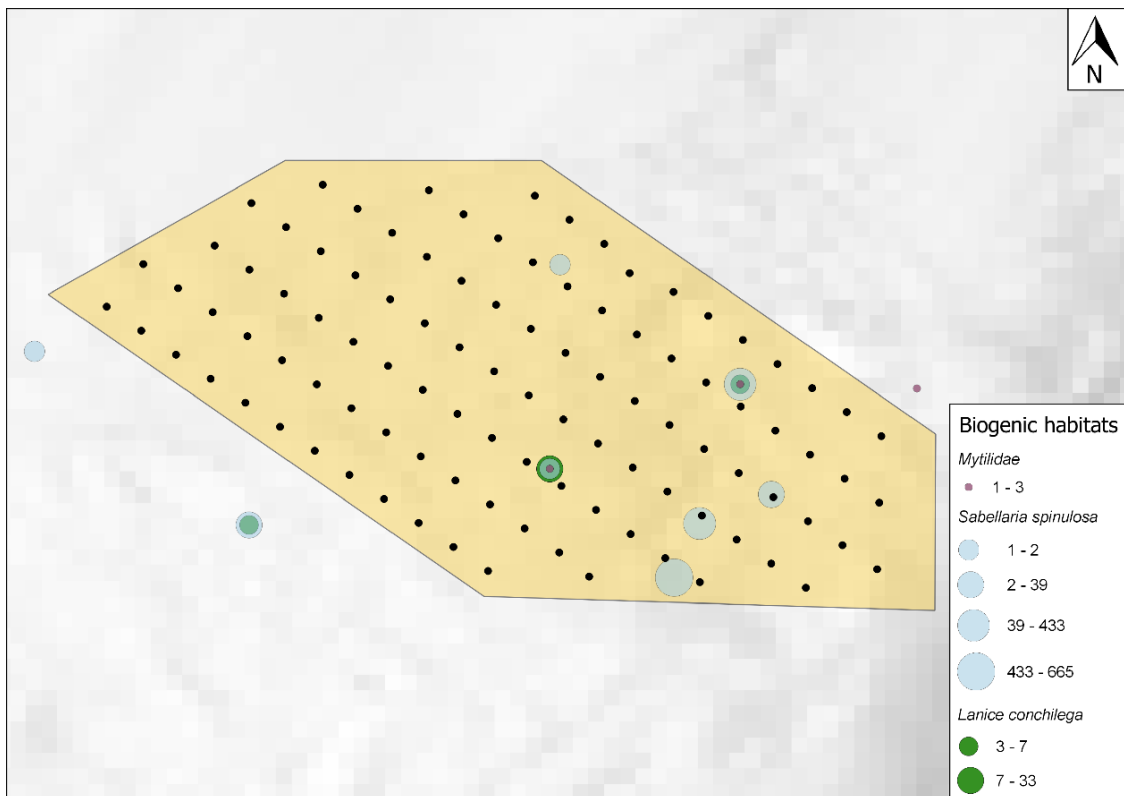 N
Biogenic habitats
Mytilidae
1 - 3
Sabellaria spinulosa
1 - 2
2 - 39
39 - 433
433 - 665
Lanice conchilega
3 - 7
7 - 33